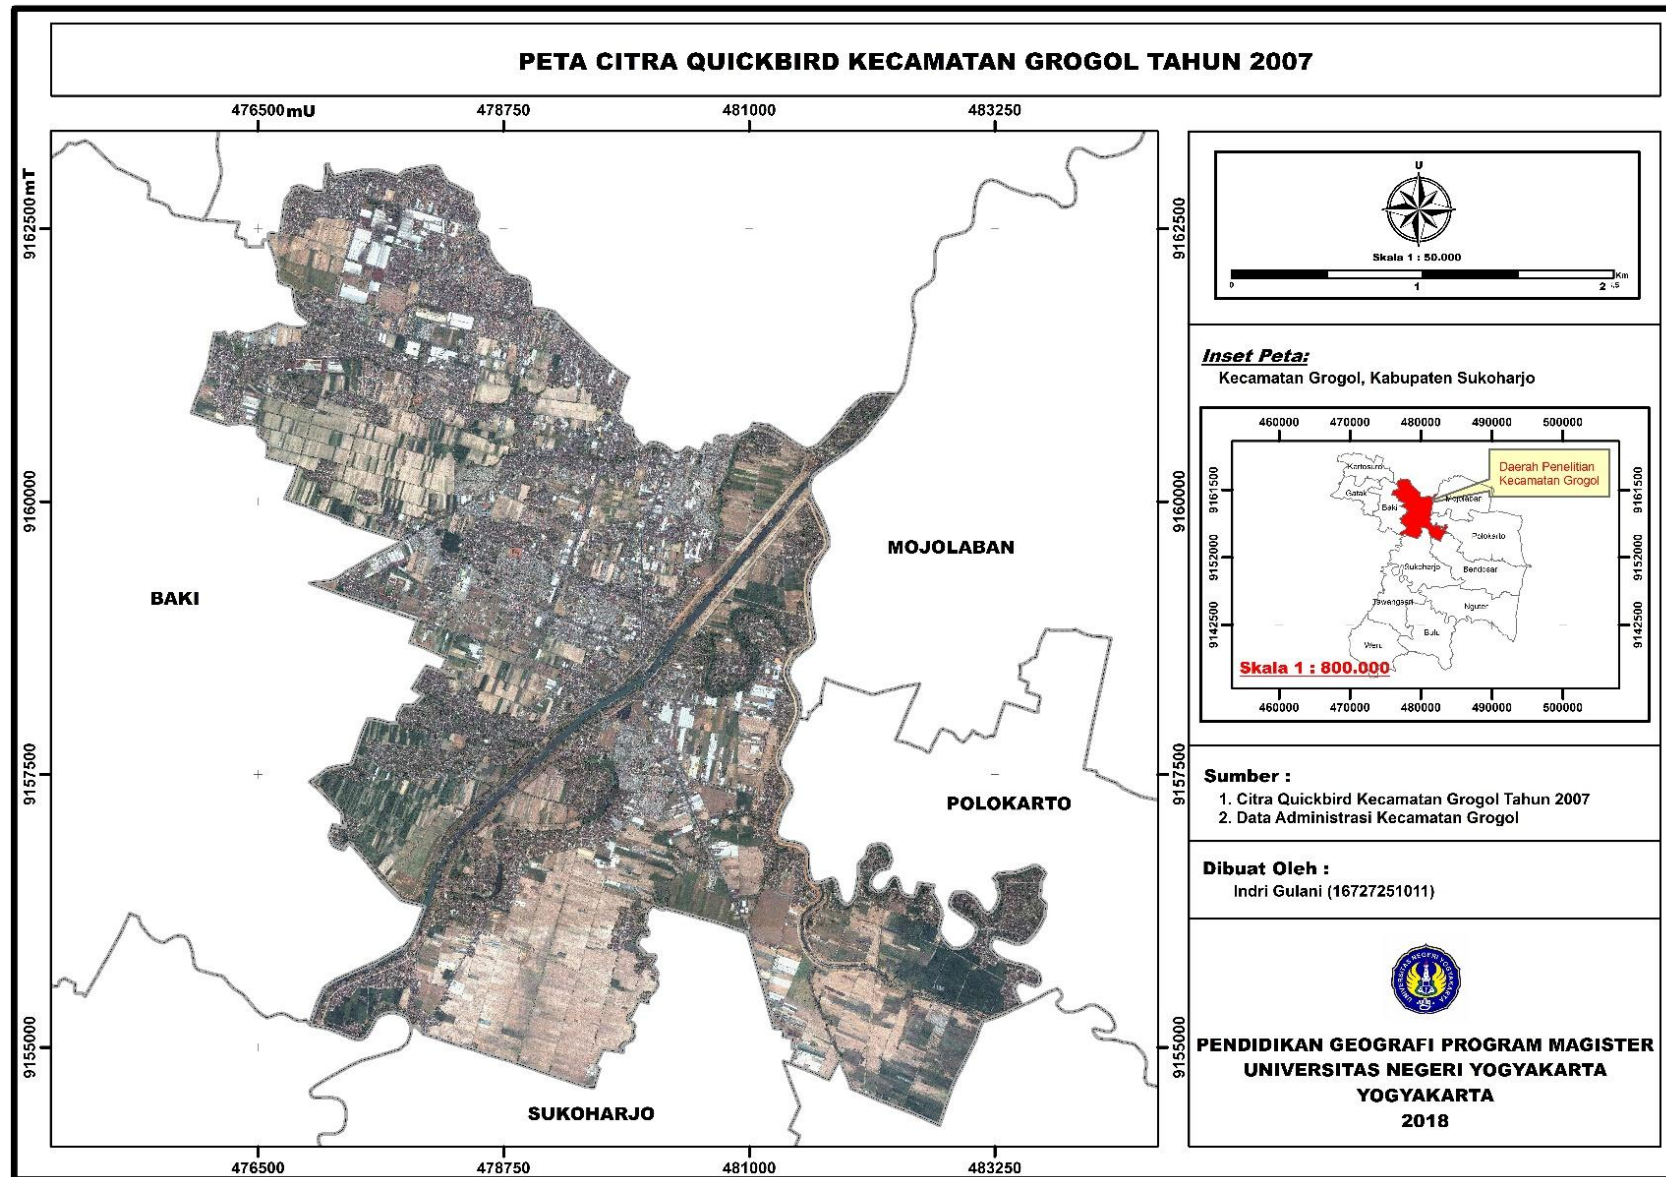 PETA CITRA QUICKBIRD KECAMATAN GROGOL TAHUN 2007
476500mU 478750 481000 483250
9162500mT
9160000
9157500
9155000
BAKI
MOJOLABAN
POLOKARTO
SUKOHARJO
9162500
9160000
9157500
9155000
476500 478750 481000 483250
U
Skala 1 : 50.000
0 1 2 Km
Inset Peta:
Kecamatan Grogol, Kabupaten Sukoharjo
460000 470000 480000 490000 500000
9161500
9152000
9142500
Daerah Penelitian
Kecamatan Grogol
Kartosuro
Gatak
Baki
Mojolaban
Polokarto
Sukoharjo
Bendosar
Tawangsari
Nguter
Bulu
Weru
9161500
9152000
9142500
Skala 1 : 800.000
460000 470000 480000 490000 500000
Sumber :
1. Citra Quickbird Kecamatan Grogol Tahun 2007
2. Data Administrasi Kecamatan Grogol
Dibuat Oleh :
Indri Gulani (16727251011)
UNIVERSITAS NEGERI YOGYAKARTA
PENDIDIKAN GEOGRAFI PROGRAM MAGISTER
UNIVERSITAS NEGERI YOGYAKARTA
YOGYAKARTA
2018